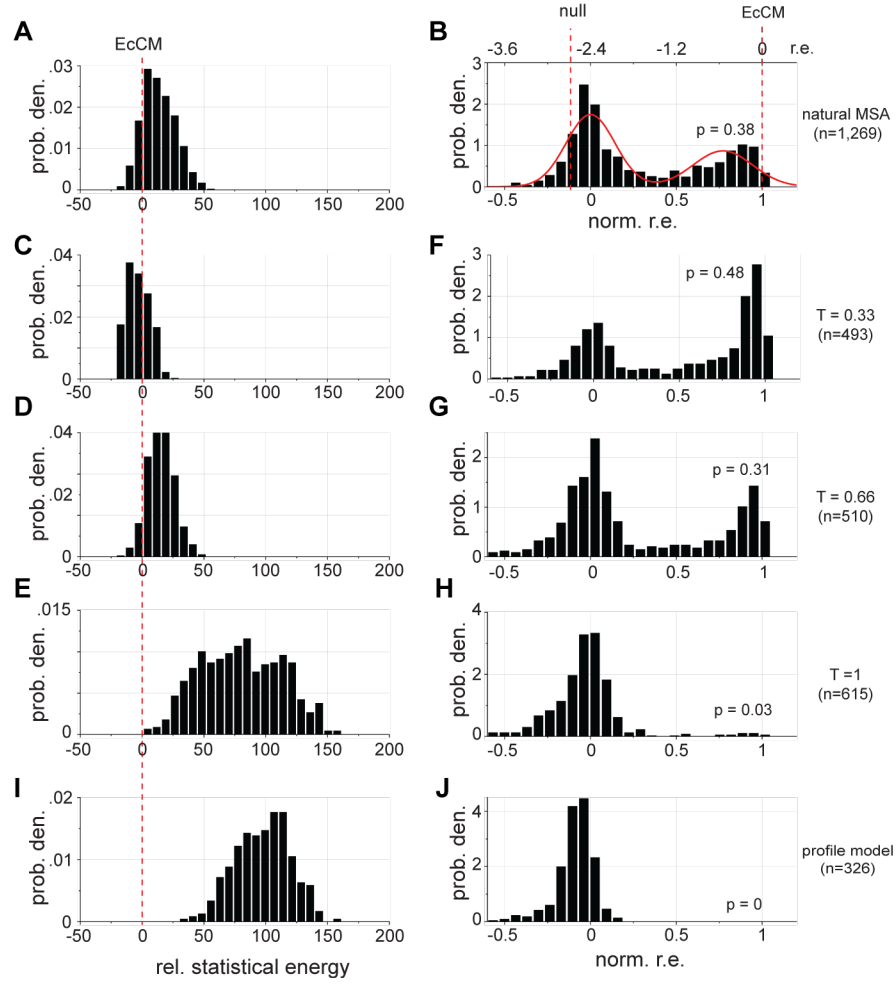 null
EcCM
A
EcCM
B
-3.6 -2.4 -1.2 0 r.e.
.03
.02
.01
0
prob. den.
-50 0 50 100 150 200
3
2
1
0
prob. den.
p = 0.38
natural MSA
(n=1,269)
-0.5 0 0.5 1
norm. r.e.
C
.04
.02
0
prob. den.
-50 0 50 100 150 200
F
3
2
1
0
prob. den.
p = 0.48
T = 0.33
(n=493)
-0.5 0 0.5 1
D
.04
.02
0
prob. den.
-50 0 50 100 150 200
G
3
2
1
0
prob. den.
p = 0.31
T = 0.66
(n=510)
-0.5 0 0.5 1
E
.015
0
prob. den.
-50 0 50 100 150 200
H
4
2
0
prob. den.
p = 0.03
T =1
(n=615)
-0.5 0 0.5 1
I
.02
.01
0
prob. den.
-50 0 50 100 150 200
rel. statistical energy
J
4
2
0
prob. den.
p = 0
profile model
(n=326)
-0.5 0 0.5 1
norm. r.e.